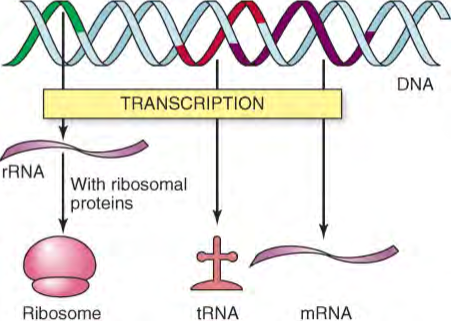 DNA
TRANSCRIPTION
rRNA
With ribosomal
proteins
Ribosome
tRNA
mRNA